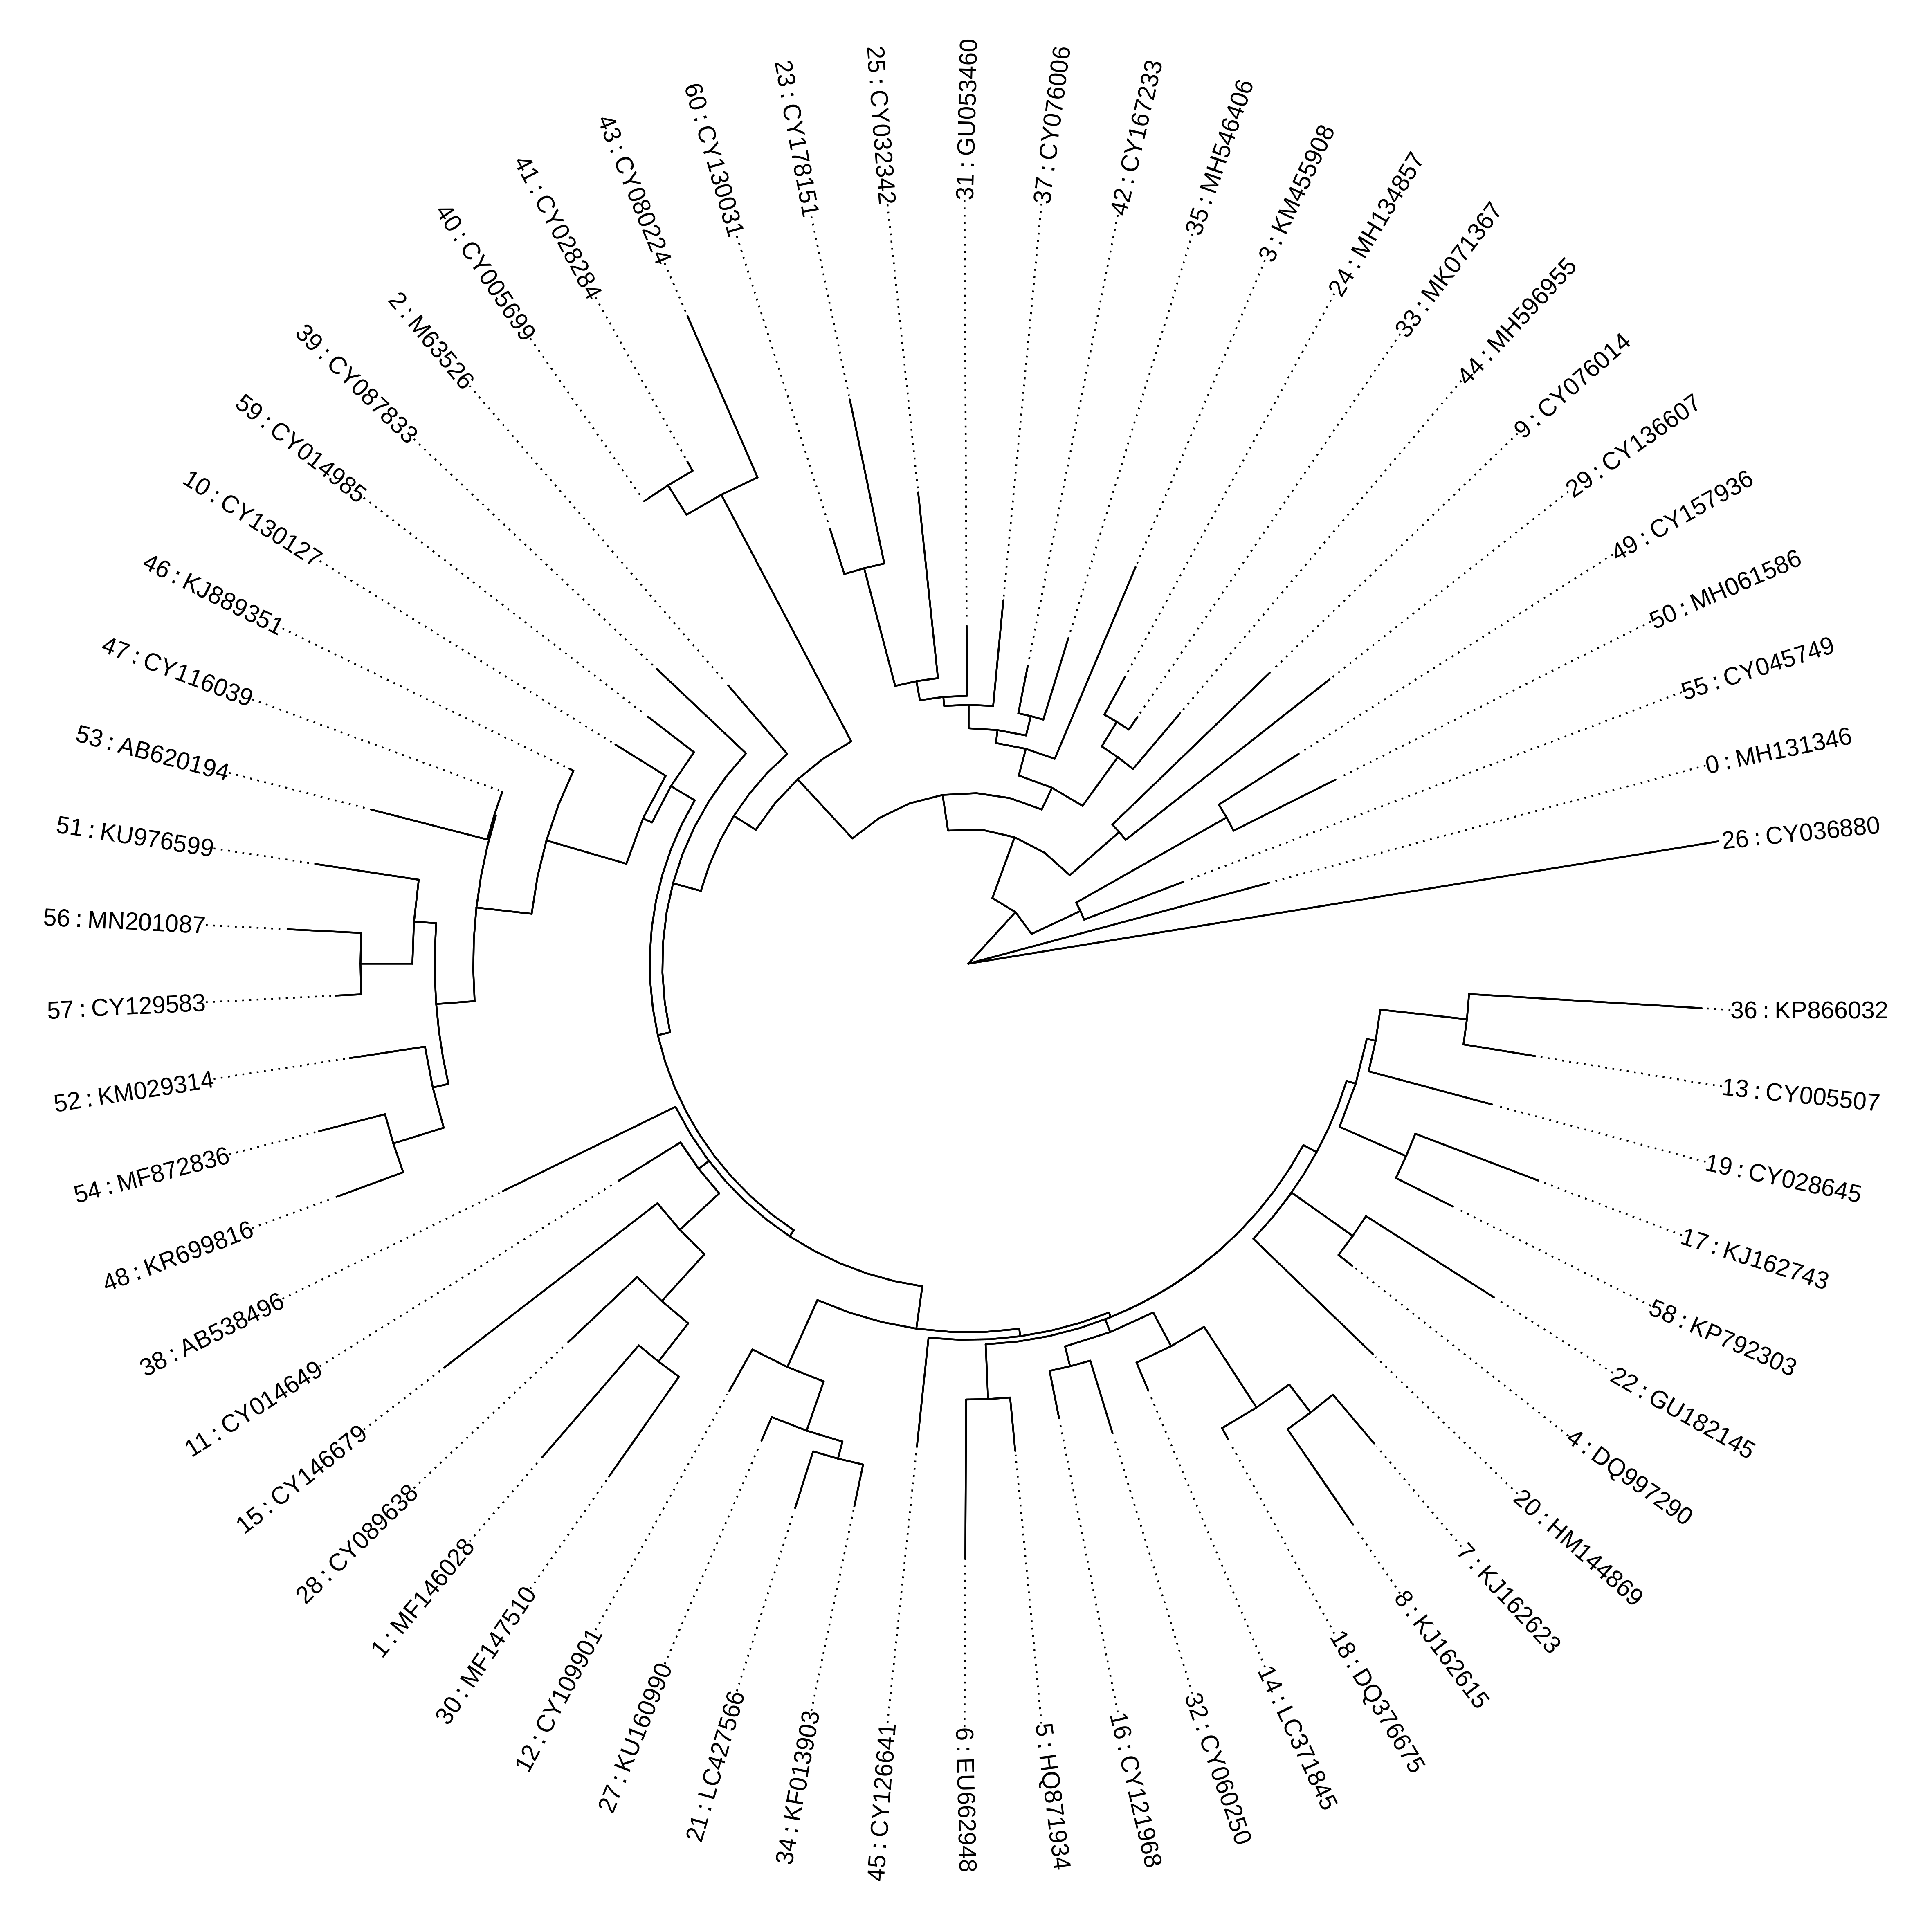 31 : GU053460
37 : CY076006
42 : CY167233
35 : MH546406
3 : KM455908
24 : MH134857
33 : MK071367
44 : MH596955
9 : CY076014
29 : CY136607
49 : CY157936
50 : MH061586
55 : CY045749
0 : MH131346
26 : CY036880
36 : KP866032
13 : CY005507
19 : CY028645
17 : KJ162743
58 : KP792303
22 : GU182145
4 : DQ997290
20 : HM144869
7 : KJ162623
8 : KJ162615
18 : DQ376675
14 : LC371845
32 : CY060250
16 : CY121968
5 : HQ871934
6 : EU662948
45 : CY126641
34 : KF013903
21 : LC427566
27 : KU160990
12 : CY109901
30 : MF147510
1 : MF146028
28 : CY089638
15 : CY146679
11 : CY014649
38 : AB538496
48 : KR699816
54 : MF872836
52 : KM029314
57 : CY129583
56 : MN201087
51 : KU976599
53 : AB620194
47 : CY116039
46 : KJ889351
10 : CY130127
59 : CY014985
39 : CY087833
2 : M63526
40 : CY005699
41 : CY028284
43 : CY080224
60 : CY130031
23 : CY178151
25 : CY032342